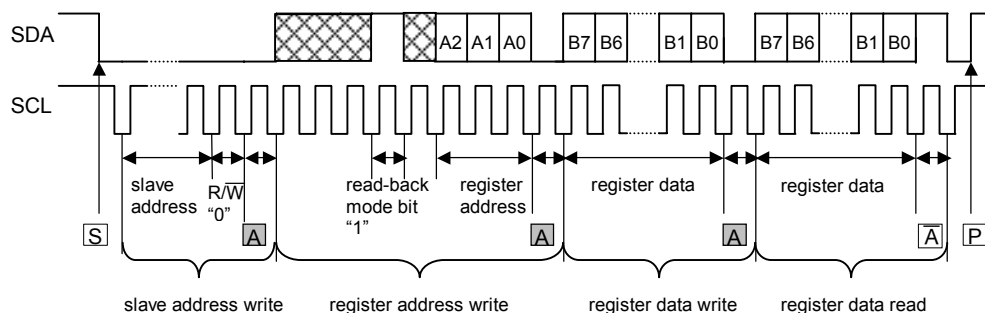 SDA A2 A1 A0 B7 B6 B1 B0 B7 B6 B1 B0
SCL
slave address R/W "0" read-back mode bit "1" register address register data register data
S A A A A P
slave address write register address write register data write register data read